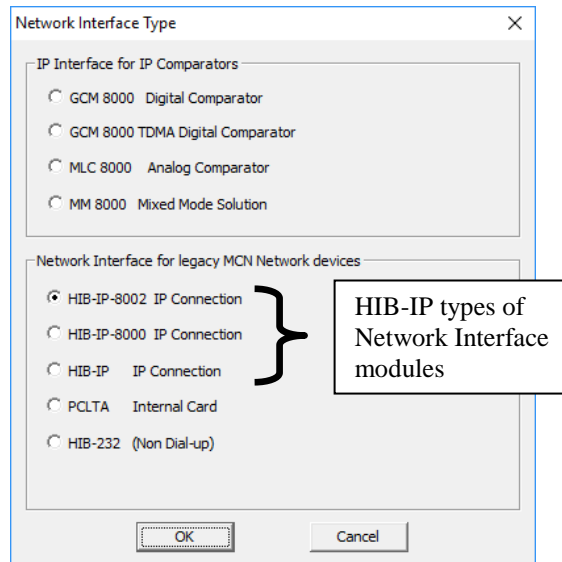 Network Interface Type
IP Interface for IP Comparators
GCM 8000 Digital Comparator
GCM 8000 TDMA Digital Comparator
MLC 8000 Analog Comparator
MM 8000 Mixed Mode Solution
Network Interface for legacy MCN Network devices
HIB-IP-8002 IP Connection
HIB-IP-8000 IP Connection
HIB-IP IP Connection
PCLTA Internal Card
HIB-232 (Non Dial-up)
HIB-IP types of
Network Interface
modules
OK
Cancel